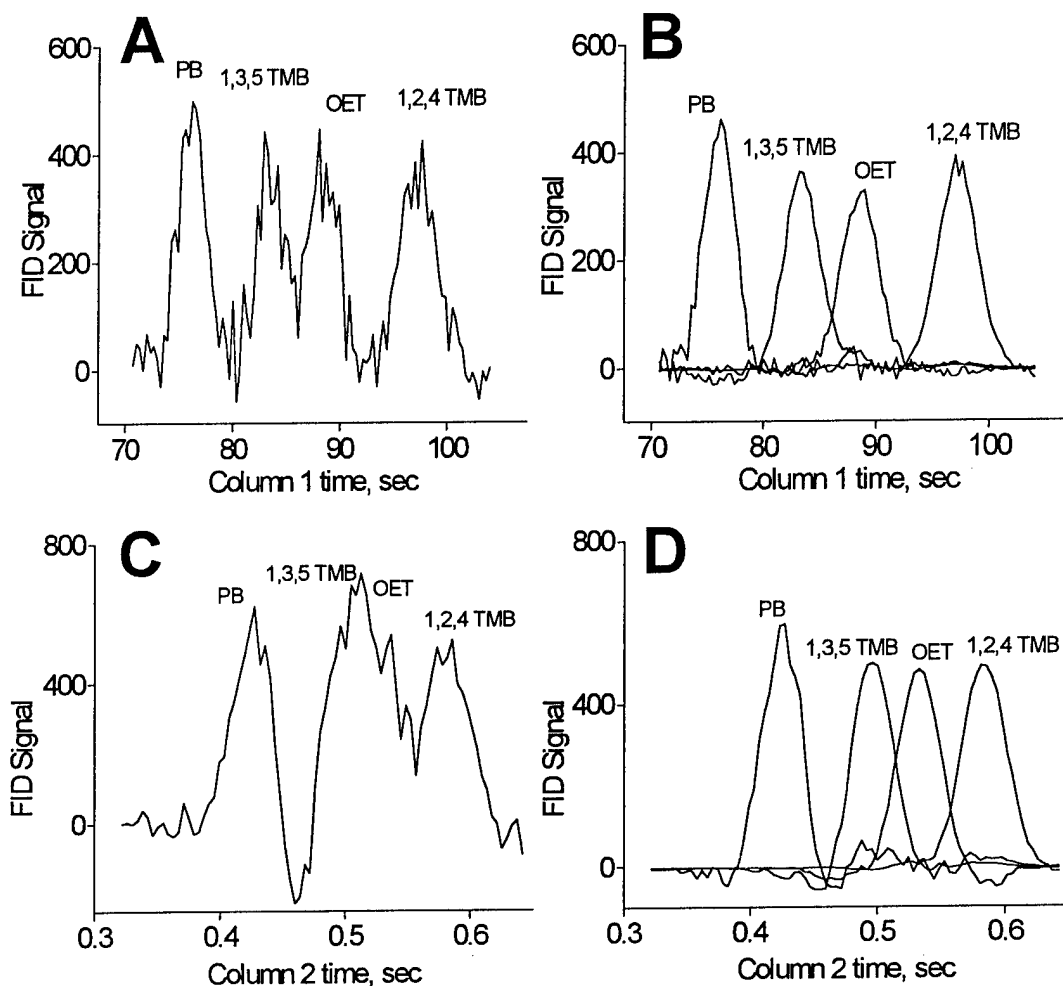 A
600
400
200
0
FID Signal
PB
1,3,5 TMB
OET
1,2,4 TMB
70 80 90 100
Column 1 time, sec
B
600
400
200
0
FID Signal
PB
1,3,5 TMB
OET
1,2,4 TMB
70 80 90 100
Column 1 time, sec
C
800
400
0
FID Signal
PB
1,3,5 TMB
OET
1,2,4 TMB
0.3 0.4 0.5 0.6
Column 2 time, sec
D
800
400
0
FID Signal
PB
1,3,5 TMB
OET
1,2,4 TMB
0.3 0.4 0.5 0.6
Column 2 time, sec